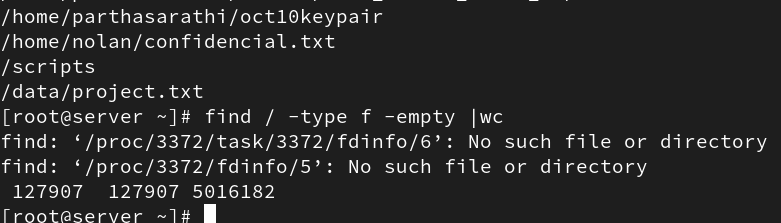 /home/parthasarathi/oct10keypair
/home/nolan/confidencial.txt
/scripts
/data/project.txt
[root@server ~]# find / -type f -empty |wc
find: ‘/proc/3372/task/3372/fdinfo/6’: No such file or directory
find: ‘/proc/3372/fdinfo/5’: No such file or directory
 127907  127907 5016182
[root@server ~]#